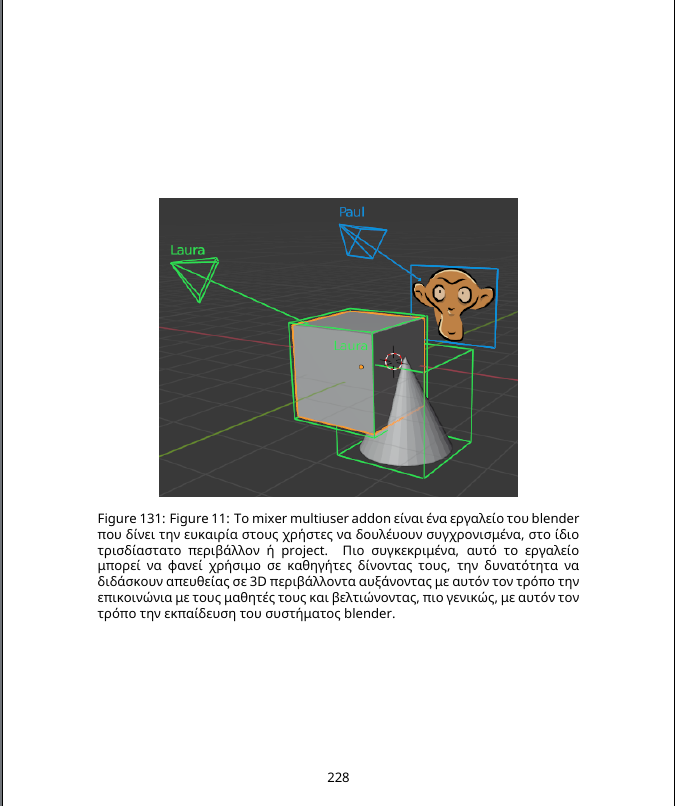 Paul
Laura
Laura
Figure 131: Figure 11: Το mixer multiuser addon είναι ένα εργαλείο του blender
που δίνει την ευκαιρία στους χρήστες να δουλέυουν συγχρονισμένα, στο ίδιο
τρισδίαστατο περιβάλλον ή project. Πιο συγκεκριμένα, αυτό το εργαλείο
μπορεί να φανεί χρήσιμο σε καθηγήτες δίνοντας τους, την δυνατότητα να
διδάσκουν απευθείας σε 3D περιβάλλοντα αυξάνοντας με αυτόν τον τρόπο την
επικοινώνια με τους μαθητές τους και βελτιώνοντας, πιο γενικώς, με αυτόν τον
τρόπο την εκπαίδευση του συστήματος blender.
228